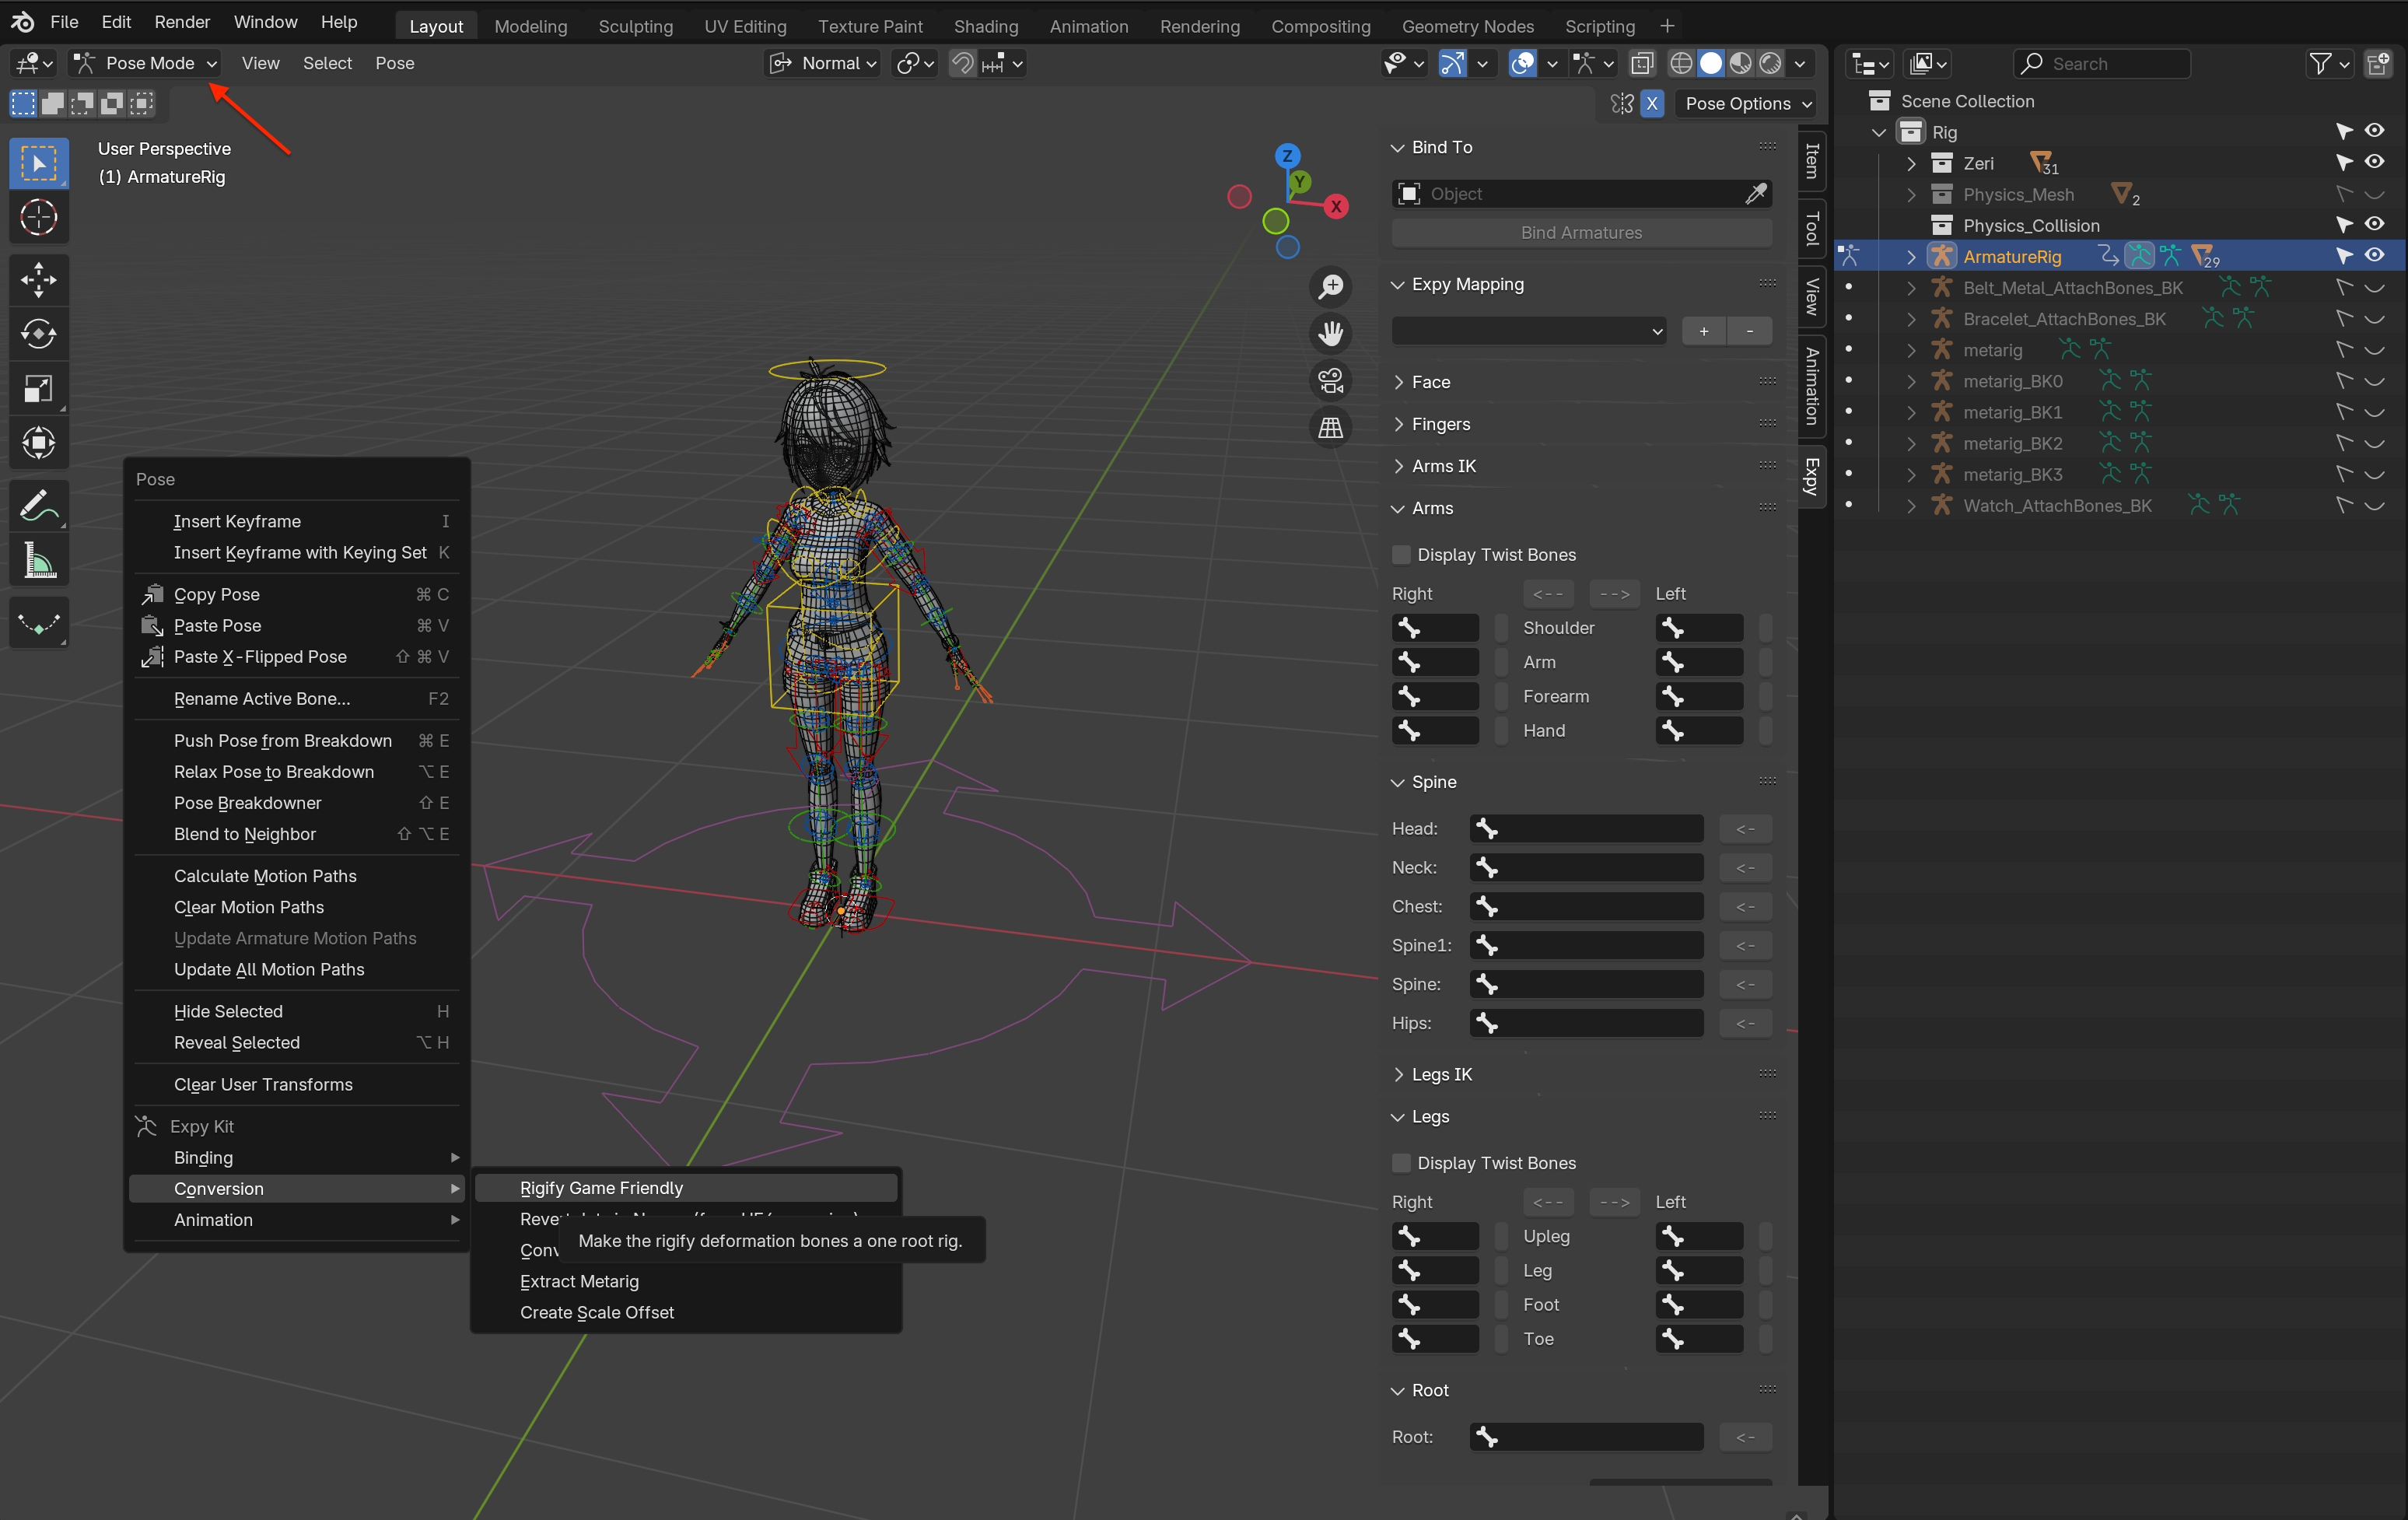 File Edit Render Window Help Layout Modeling Sculpting UV Editing Texture Paint Shading Animation Rendering Compositing Geometry Nodes Scripting +
Pose Mode View Select Pose Normal
X Pose Options
User Perspective
(1) ArmatureRig
Z
Y
X
Pose
Insert Keyframe I
Insert Keyframe with Keying Set K
Copy Pose ⌘ C
Paste Pose ⌘ V
Paste X-Flipped Pose ⇧ ⌘ V
Rename Active Bone... F2
Push Pose from Breakdown ⌘ E
Relax Pose to Breakdown ⌥ E
Pose Breakdowner ⇧ E
Blend to Neighbor ⇧ ⌥ E
Calculate Motion Paths
Clear Motion Paths
Update Armature Motion Paths
Update All Motion Paths
Hide Selected H
Reveal Selected ⌥ H
Clear User Transforms
Expy Kit
Binding
Conversion
Animation
Rigify Game Friendly
Make the rigify deformation bones a one root rig.
Extract Metarig
Create Scale Offset
Bind To
Object
Bind Armatures
Expy Mapping
+ -
Face
Fingers
Arms IK
Arms
Display Twist Bones
Right <-- --> Left
Shoulder
Arm
Forearm
Hand
Spine
Head: <-
Neck: <-
Chest: <-
Spine1: <-
Spine: <-
Hips: <-
Legs IK
Legs
Display Twist Bones
Right <-- --> Left
Upleg
Leg
Foot
Toe
Root
Root: <-
Item
Tool
View
Animation
Expy
Search
Scene Collection
Rig
Zeri 31
Physics_Mesh 2
Physics_Collision
ArmatureRig 29
Belt_Metal_AttachBones_BK
Bracelet_AttachBones_BK
metarig
metarig_BK0
metarig_BK1
metarig_BK2
metarig_BK3
Watch_AttachBones_BK